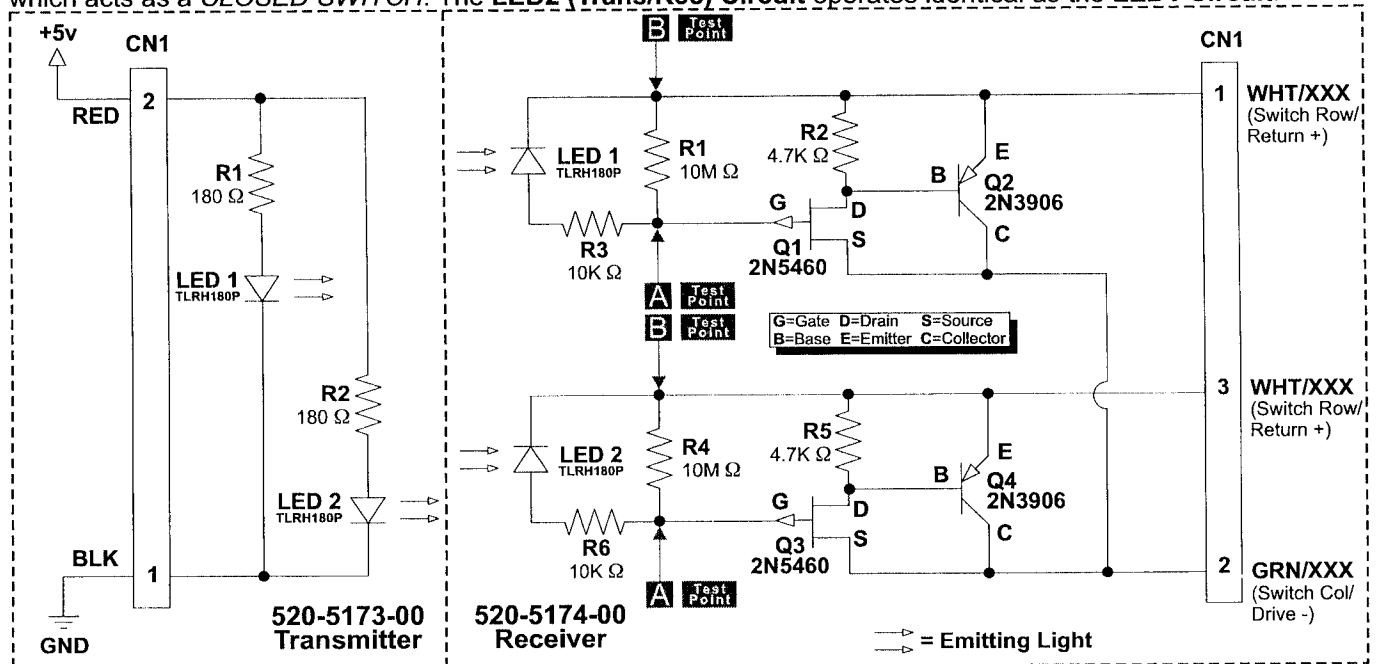 which acts as a CLOSED SWITCH. The LED2 (Trans/Rec) Circuit operates identical as the LED1 Circuit.
+5v
CN1
2
RED
R1
180 Ω
LED 1
TLRH180P
R2
180 Ω
LED 2
TLRH180P
BLK
1
GND
520-5173-00
Transmitter
B Test Point
CN1
1 WHT/XXX
(Switch Row/
Return +)
LED 1
TLRH180P
R1
10M Ω
R2
4.7K Ω
R3
10K Ω
G
D
S
Q1
2N5460
B
E
Q2
2N3906
C
A Test Point
B Test Point
G=Gate D=Drain S=Source
B=Base E=Emitter C=Collector
3 WHT/XXX
(Switch Row/
Return +)
LED 2
TLRH180P
R4
10M Ω
R5
4.7K Ω
R6
10K Ω
G
D
S
Q3
2N5460
B
E
Q4
2N3906
C
2 GRN/XXX
(Switch Col/
Drive -)
A Test Point
520-5174-00
Receiver
= Emitting Light